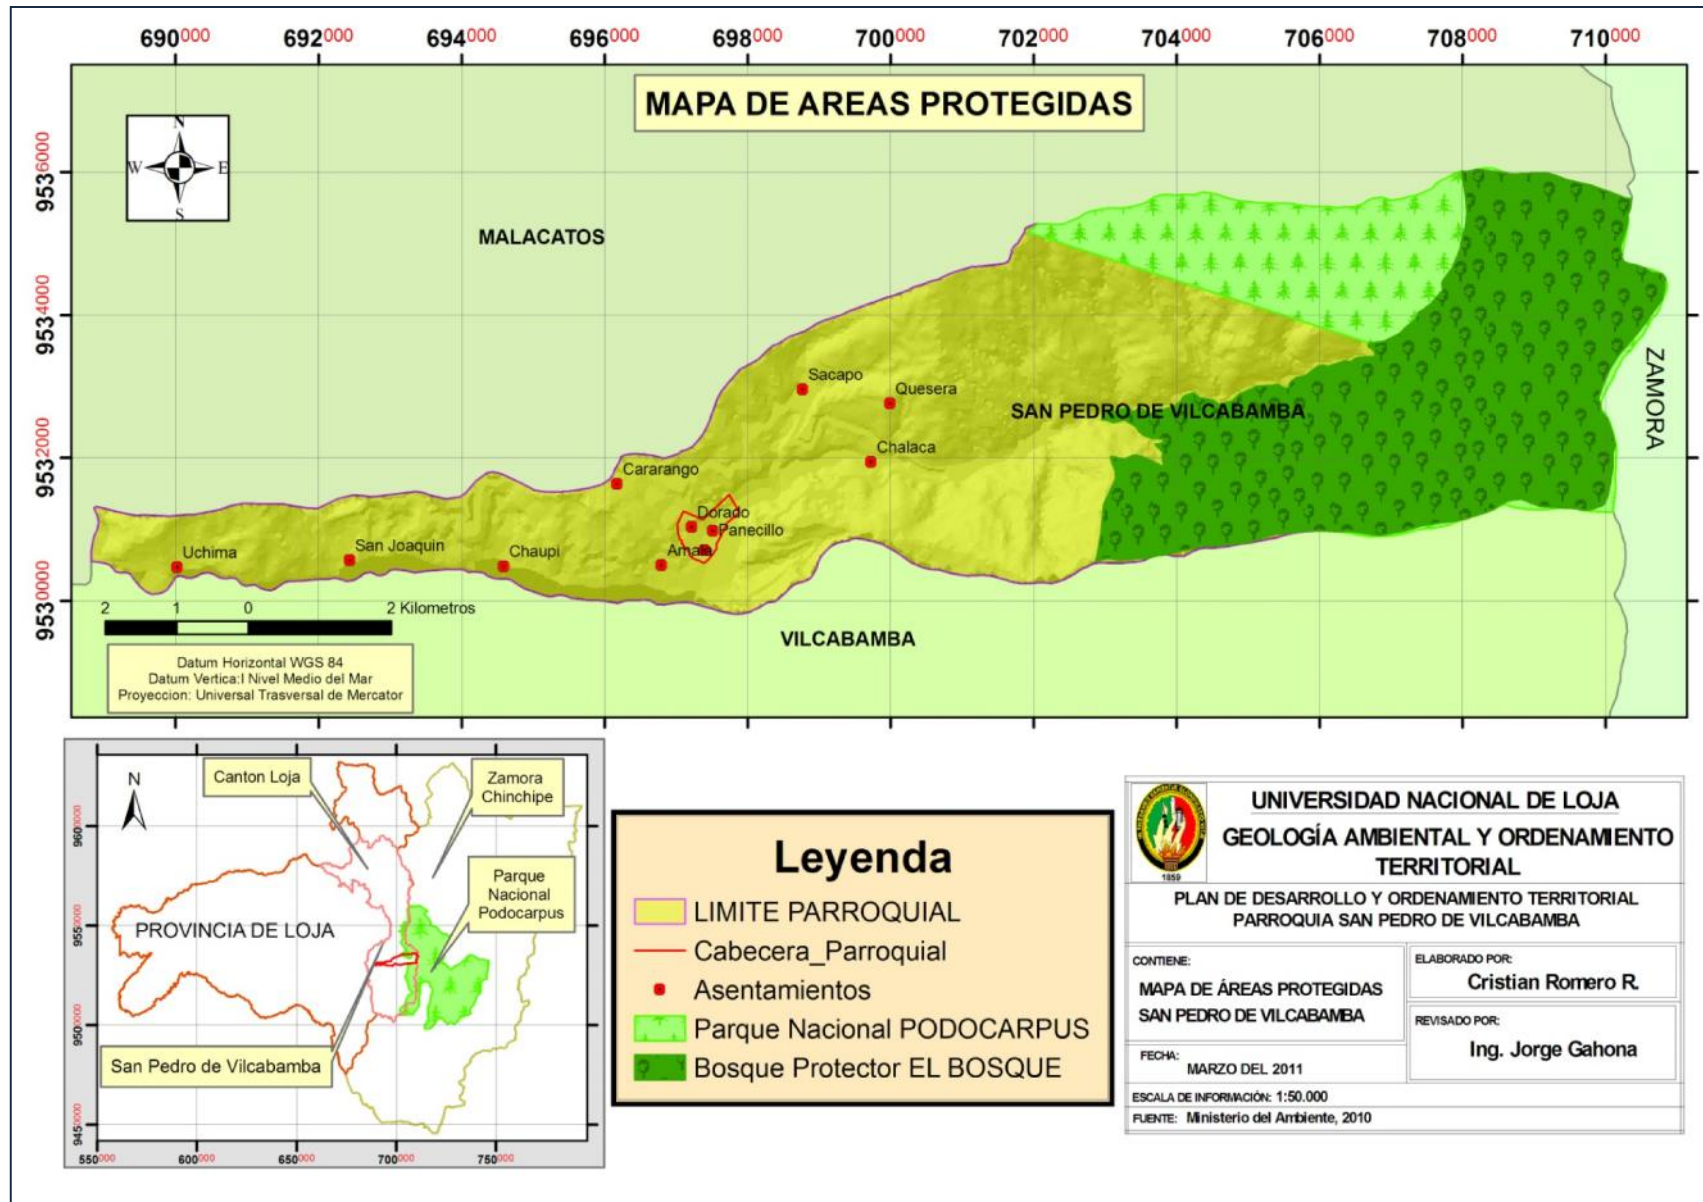 690000 692000 694000 696000 698000 700000 702000 704000 706000 708000 710000
MAPA DE AREAS PROTEGIDAS
N
W E
S
9536000
9534000
9532000
9530000
MALACATOS
SAN PEDRO DE VILCABAMBA
ZAMORA
VILCABAMBA
Sacapo
Quesera
Chalaca
Cararango
Dorado
Panecillo
Uchima
San Joaquin
Chaupi
2 1 0 2 Kilometros
Datum Horizontal WGS 84
Datum Vertica:l Nivel Medio del Mar
Proyeccion: Universal Trasversal de Mercator
N
Canton Loja
Zamora
Chinchipe
Parque
Nacional
Podocarpus
PROVINCIA DE LOJA
San Pedro de Vilcabamba
9600000
9550000
9500000
9450000
550000 600000 650000 700000 750000
Leyenda
LIMITE PARROQUIAL
Cabecera_Parroquial
Asentamientos
Parque Nacional PODOCARPUS
Bosque Protector EL BOSQUE
1859
UNIVERSIDAD NACIONAL DE LOJA
GEOLOGÍA AMBIENTAL Y ORDENAMIENTO
TERRITORIAL
PLAN DE DESARROLLO Y ORDENAMIENTO TERRITORIAL
PARROQUIA SAN PEDRO DE VILCABAMBA
CONTIENE:
MAPA DE ÁREAS PROTEGIDAS
SAN PEDRO DE VILCABAMBA
ELABORADO POR:
Cristian Romero R.
REVISADO POR:
Ing. Jorge Gahona
FECHA:
MARZO DEL 2011
ESCALA DE INFORMACIÓN: 1:50.000
FUENTE: Ministerio del Ambiente, 2010